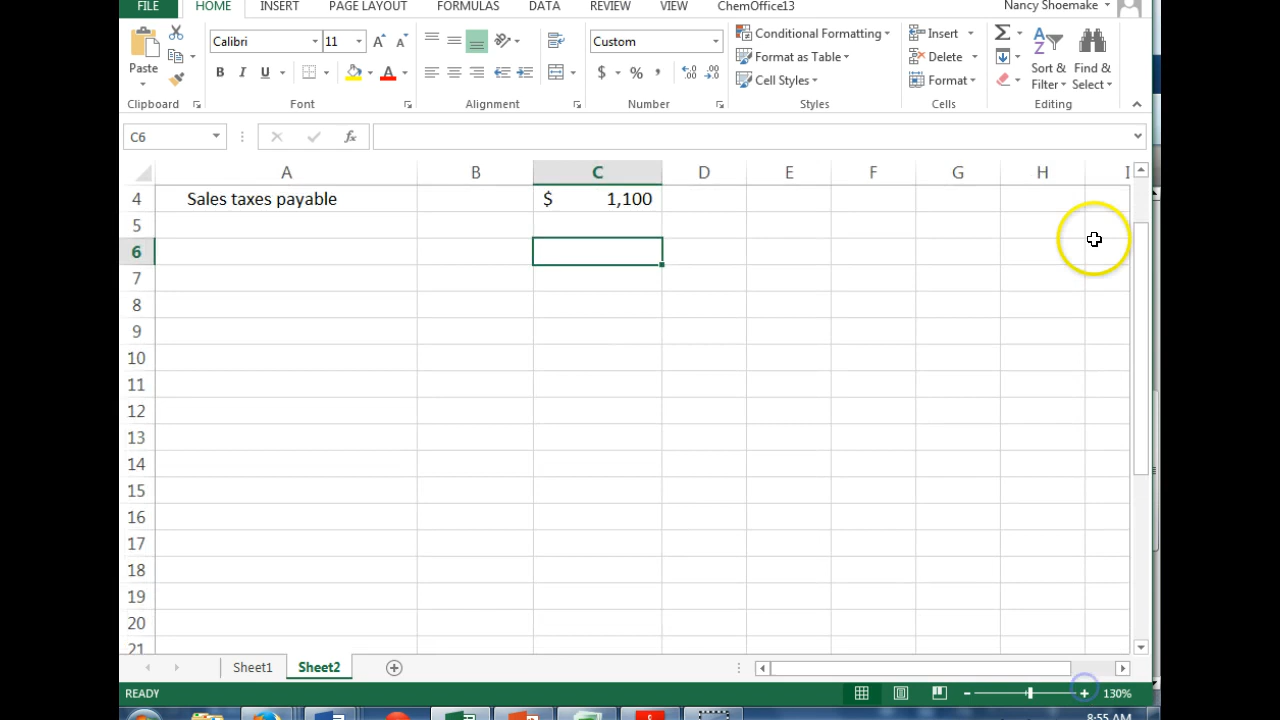 FILE HOME INSERT PAGE LAYOUT FORMULAS DATA REVIEW VIEW ChemOffice13 Nancy Shoemake
Calibri 11 Custom Conditional Formatting Insert
Paste B I U $ % , Format as Table Delete Sort & Find &
Cell Styles Format Filter Select
Clipboard Font Alignment Number Styles Cells Editing
C6 fx
A B C D E F G H I
4 Sales taxes payable $ 1,100
5
6
7
8
9
10
11
12
13
14
15
16
17
18
19
20
21
Sheet1 Sheet2
READY 130%
8:55 AM